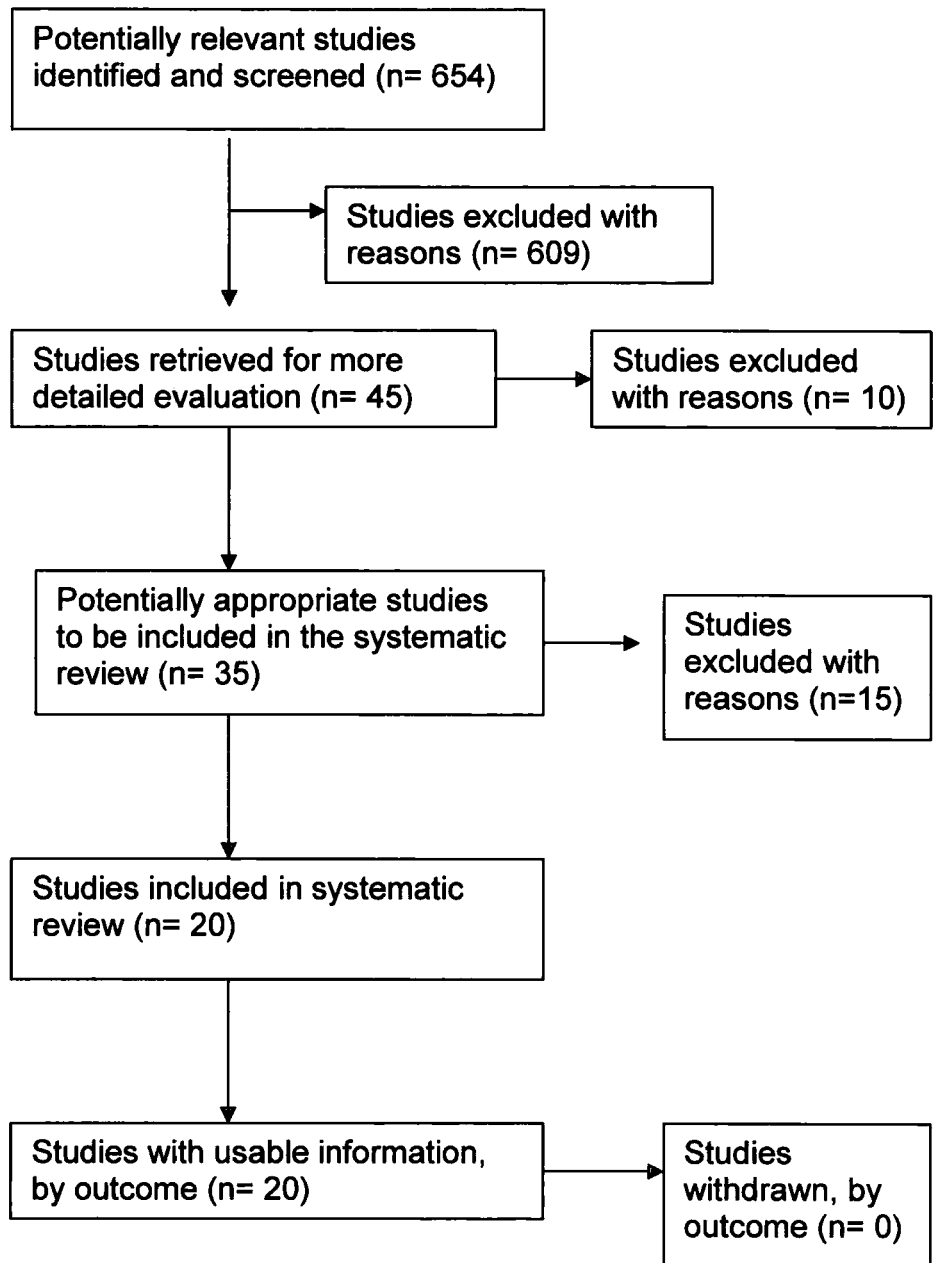 Potentially relevant studies
identified and screened (n= 654)
Studies excluded with
reasons (n= 609)
Studies retrieved for more
detailed evaluation (n= 45)
Studies excluded
with reasons (n= 10)
Potentially appropriate studies
to be included in the systematic
review (n= 35)
Studies
excluded with
reasons (n=15)
Studies included in systematic
review (n= 20)
Studies with usable information,
by outcome (n= 20)
Studies
withdrawn, by
outcome (n= 0)